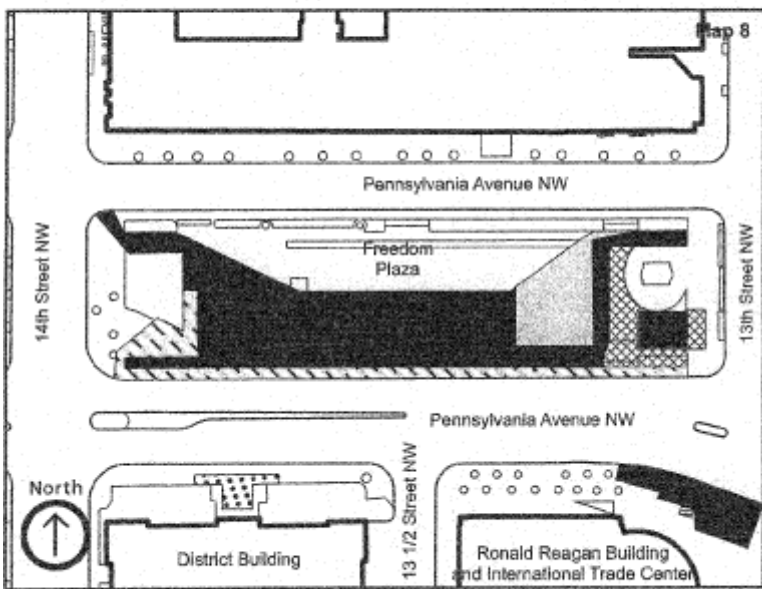 Map 8
Pennsylvania Avenue NW
14th Street NW
Freedom
Plaza
13th Street NW
Pennsylvania Avenue NW
North
13 1/2 Street NW
District Building
Ronald Reagan Building
and International Trade Center